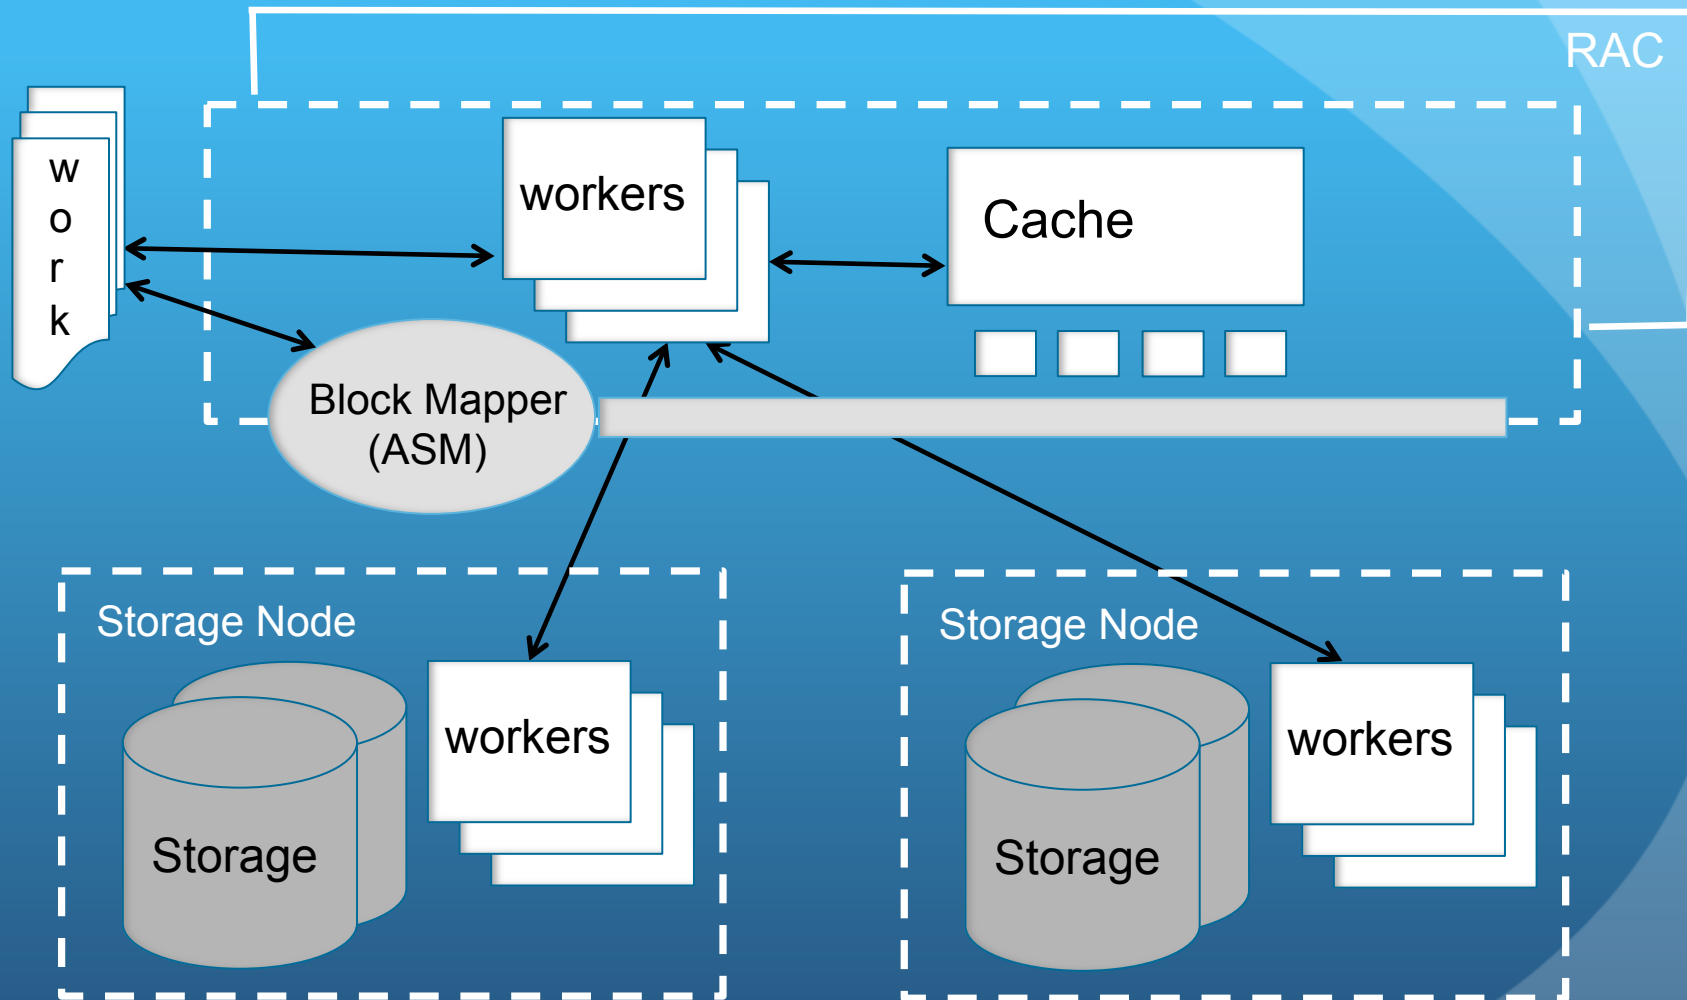 RAC
w
o
r
k
workers
Cache
Block Mapper
(ASM)
Storage Node
workers
Storage
Storage Node
workers
Storage